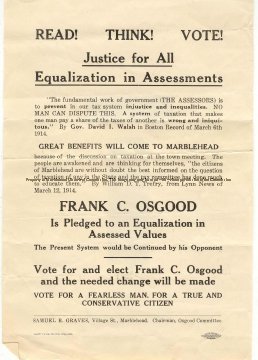 READ! THINK! VOTE!
Justice for All
Equalization in Assessments
"The fundamental work of government (THE ASSESSORS) is
to prevent in our tax system injustice and inequalities. NO
MAN CAN DISPUTE THIS. A system of taxation that makes
one man pay a share of the taxes of another is wrong and iniqui-
tous." By Gov. David I. Walsh in Boston Record of March 6th
1914.
GREAT BENEFITS WILL COME TO MARBLEHEAD
because of the discussion on taxation at the town meeting. The
people are awakened and are thinking for themselves, "the citizens
of Marblehead are without doubt the best informed on the question
of taxation of any in the State and the tax committee has done much
to educate them." By William D. T. Trefry, from Lynn News of
March 12, 1914.
FRANK C. OSGOOD
Is Pledged to an Equalization in
Assessed Values
The Present System would be Continued by his Opponent
Vote for and elect Frank C. Osgood
and the needed change will be made
VOTE FOR A FEARLESS MAN. FOR A TRUE AND
CONSERVATIVE CITIZEN
SAMUEL B. GRAVES, Village St., Marblehead. Chairman, Osgood Committee.